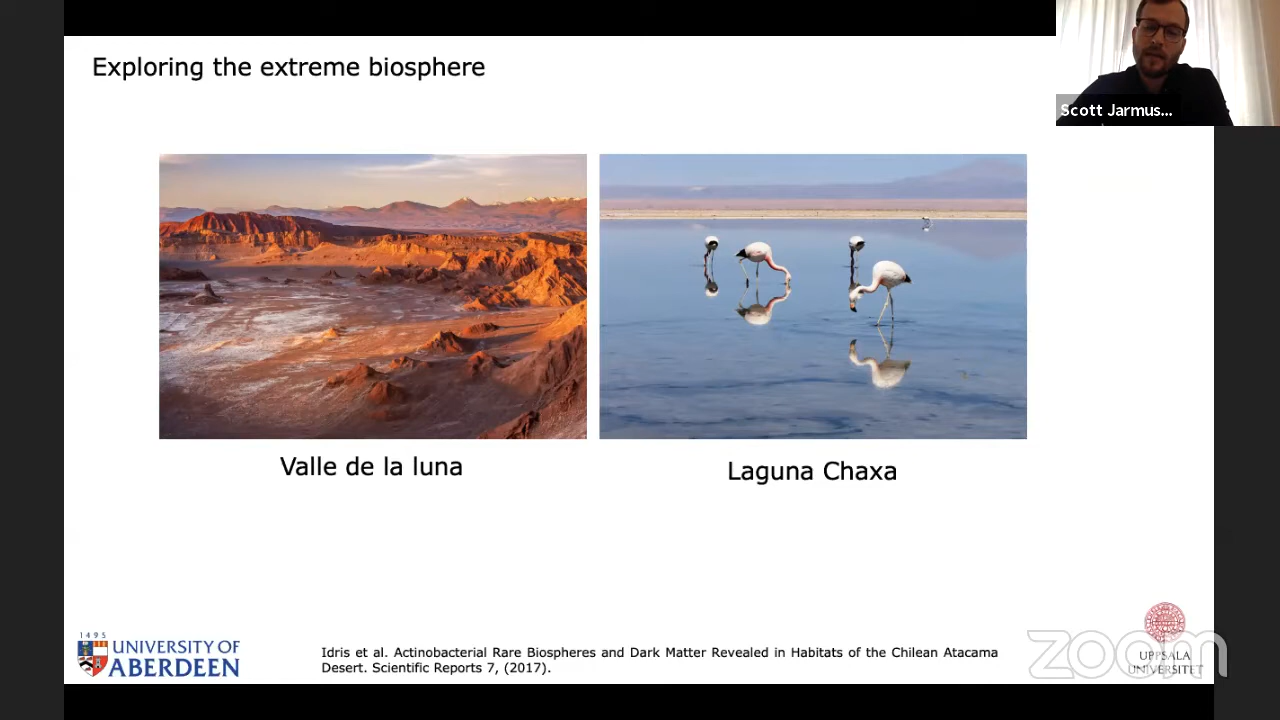 Exploring the extreme biosphere
Scott Jarmus...
Valle de la luna
Laguna Chaxa
1495
UNIVERSITY OF
ABERDEEN
Idris et al. Actinobacterial Rare Biospheres and Dark Matter Revealed in Habitats of the Chilean Atacama
Desert. Scientific Reports 7, (2017).
zoom
UPPSALA
UNIVERSITET